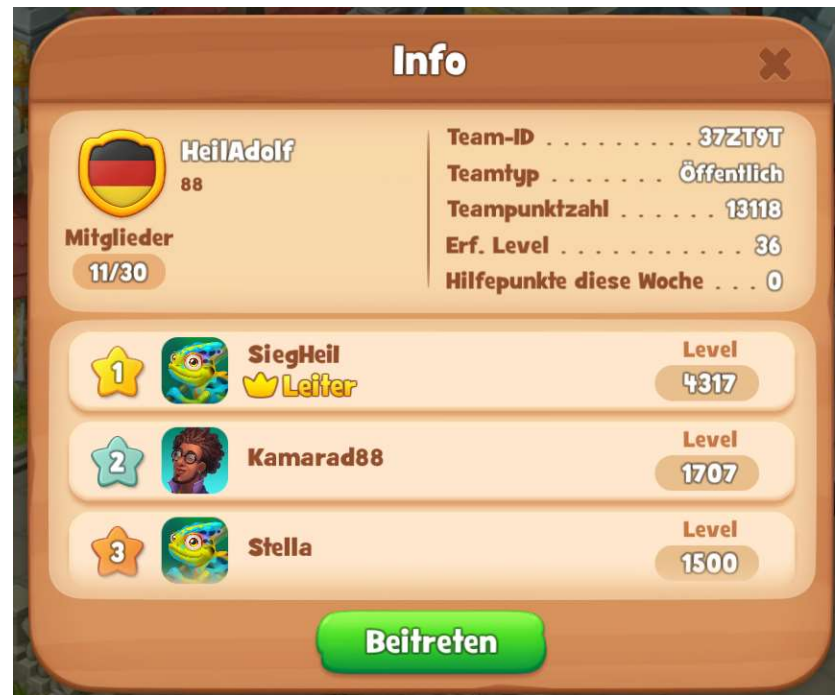 Info
HeilAdolf
88
Mitglieder
11/30
Team-ID . . . . . . . . . 37ZT9T
Teamtyp . . . . . . . Öffentlich
Teampunktzahl . . . . . . 13118
Erf. Level . . . . . . . . . . . 36
Hilfepunkte diese Woche . . . 0
1 SiegHeil
Leiter
Level
4317
2 Kamarad88
Level
1707
3 Stella
Level
1500
Beitreten